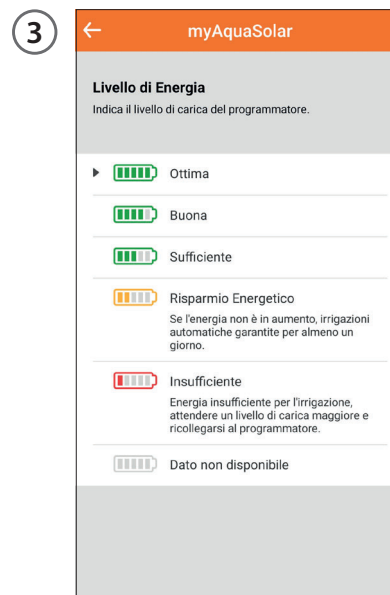 3
myAquaSolar
Livello di Energia
Indica il livello di carica del programmatore.
Ottima
Buona
Sufficiente
Risparmio Energetico
Se l'energia non è in aumento, irrigazioni
automatiche garantite per almeno un
giorno.
Insufficiente
Energia insufficiente per l'irrigazione,
attendere un livello di carica maggiore e
ricollegarsi al programmatore.
Dato non disponibile